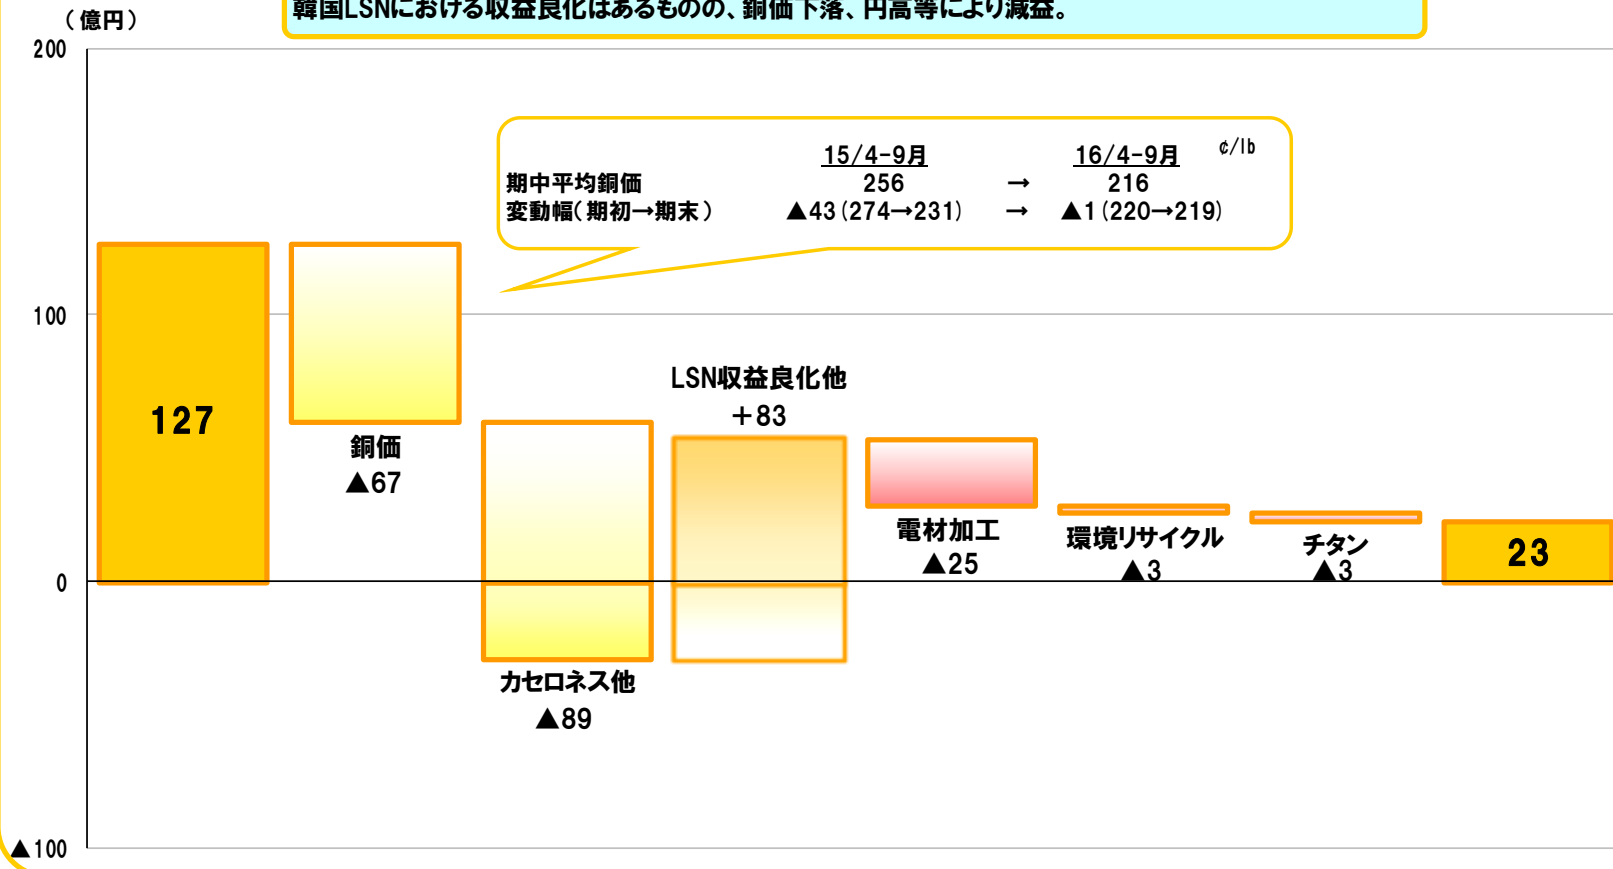 韓国LSNにおける収益良化はあるものの、銅価下落、円高等により減益。
（億円）
200
15/4-9月 16/4-9月 ¢/lb
期中平均銅価 256 → 216
変動幅（期初→期末） ▲43（274→231） → ▲1（220→219）
100
LSN収益良化他
＋83
127
銅価
▲67
電材加工
▲25
環境リサイクル
▲3
チタン
▲3
23
0
カセロネス他
▲89
▲100